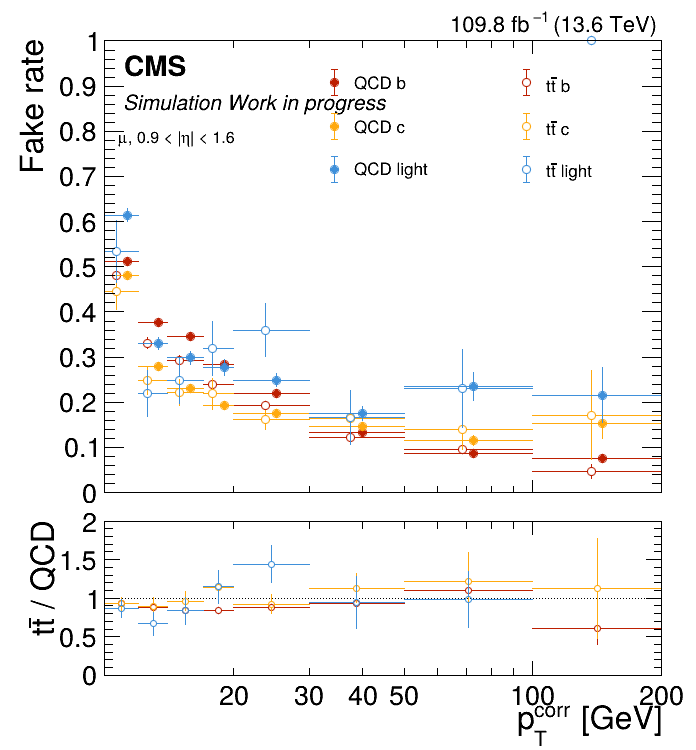 109.8 fb⁻¹ (13.6 TeV)
CMS
Simulation Work in progress
μ, 0.9 < |η| < 1.6
QCD b
tt̄ b
QCD c
tt̄ c
QCD light
tt̄ light
Fake rate
1
0.9
0.8
0.7
0.6
0.5
0.4
0.3
0.2
0.1
0
tt̄ / QCD
2
1.5
1
0.5
0
20 30 40 50 100 200
p_T^corr [GeV]